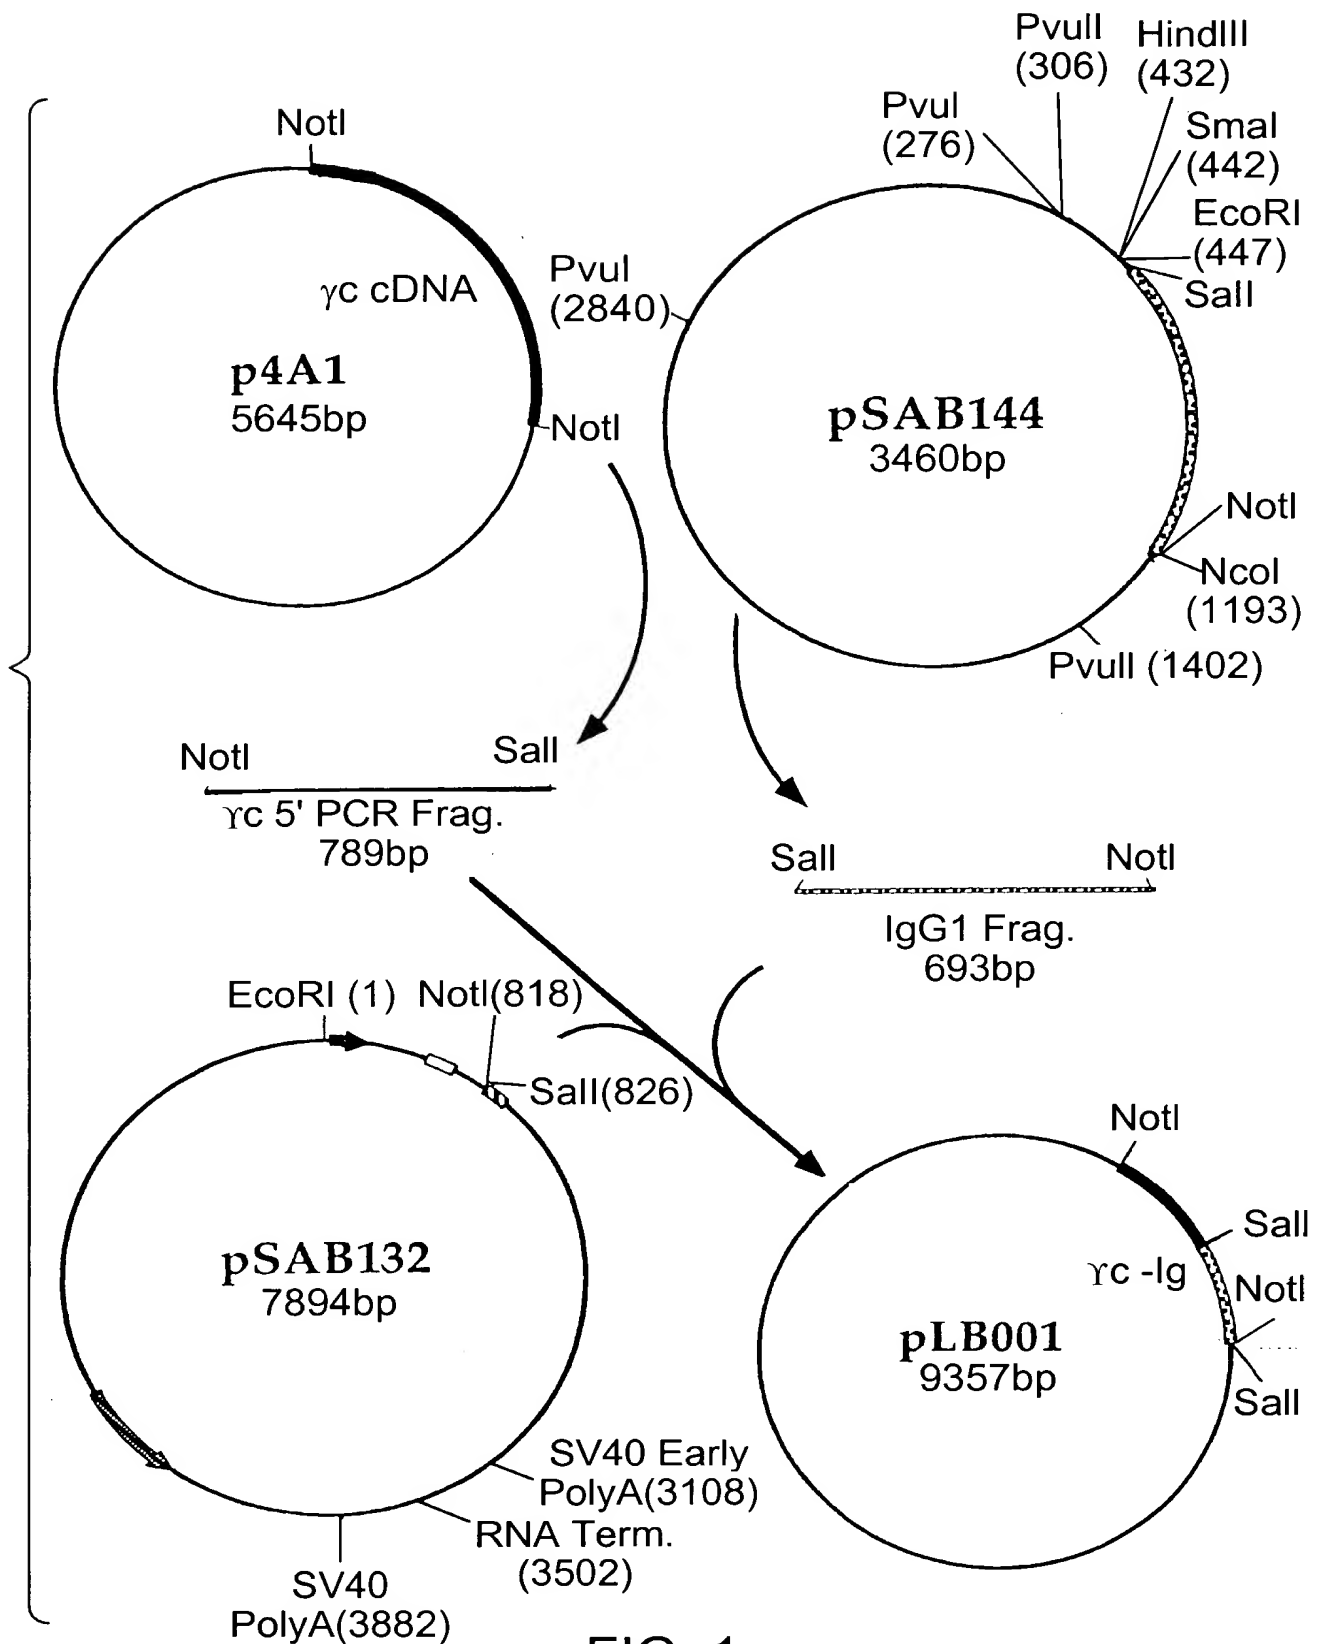 PvuII
(306)
HindIII
(432)
PvuI
(276)
SmaI
(442)
EcoRI
(447)
SalI
NotI
γc cDNA
p4A1
5645bp
NotI
PvuI
(2840)
pSAB144
3460bp
NotI
NcoI
(1193)
PvuII (1402)
NotI
SalI
γc 5' PCR Frag.
789bp
SalI
NotI
IgG1 Frag.
693bp
EcoRI (1)
NotI(818)
SalI(826)
pSAB132
7894bp
SV40 Early
PolyA(3108)
RNA Term.
(3502)
SV40
PolyA(3882)
NotI
SalI
γc -Ig
NotI
pLB001
9357bp
SalI
FIG. 1